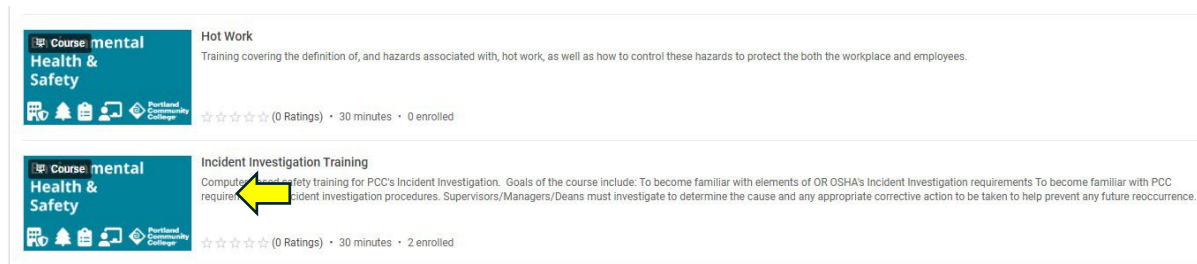 Course mental
Health &
Safety
Portland
Community
College
Hot Work
Training covering the definition of, and hazards associated with, hot work, as well as how to control these hazards to protect the both the workplace and employees.
(0 Ratings) • 30 minutes • 0 enrolled
Course mental
Health &
Safety
Portland
Community
College
Incident Investigation Training
safety training for PCC's Incident Investigation. Goals of the course include: To become familiar with elements of OR OSHA's Incident Investigation requirements To become familiar with PCC
investigation procedures. Supervisors/Managers/Deans must investigate to determine the cause and any appropriate corrective action to be taken to help prevent any future reoccurrence.
(0 Ratings) • 30 minutes • 2 enrolled